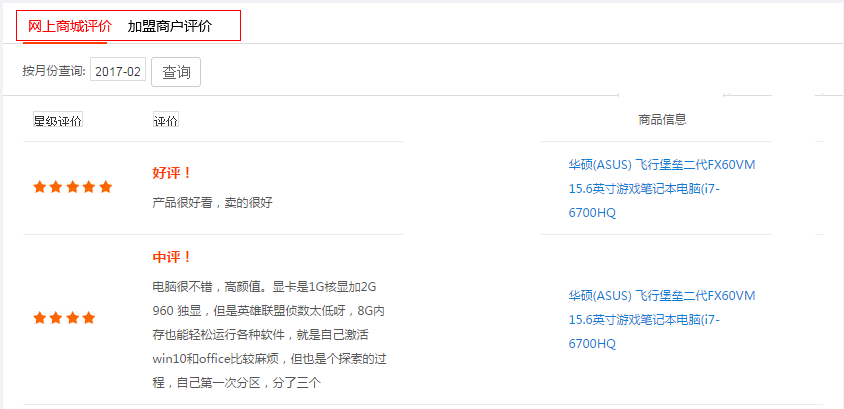 网上商城评价 加盟商户评价
按月份查询: 2017-02 查询
星级评价 评价 商品信息
好评！
产品很好看，卖的很好
华硕(ASUS) 飞行堡垒二代FX60VM
15.6英寸游戏笔记本电脑(i7-
6700HQ
中评！
电脑很不错，高颜值。显卡是1G核显加2G
960 独显，但是英雄联盟侦数太低呀，8G内
存也能轻松运行各种软件，就是自己激活
win10和office比较麻烦，但也是个探索的过
程，自己第一次分区，分了三个
华硕(ASUS) 飞行堡垒二代FX60VM
15.6英寸游戏笔记本电脑(i7-
6700HQ